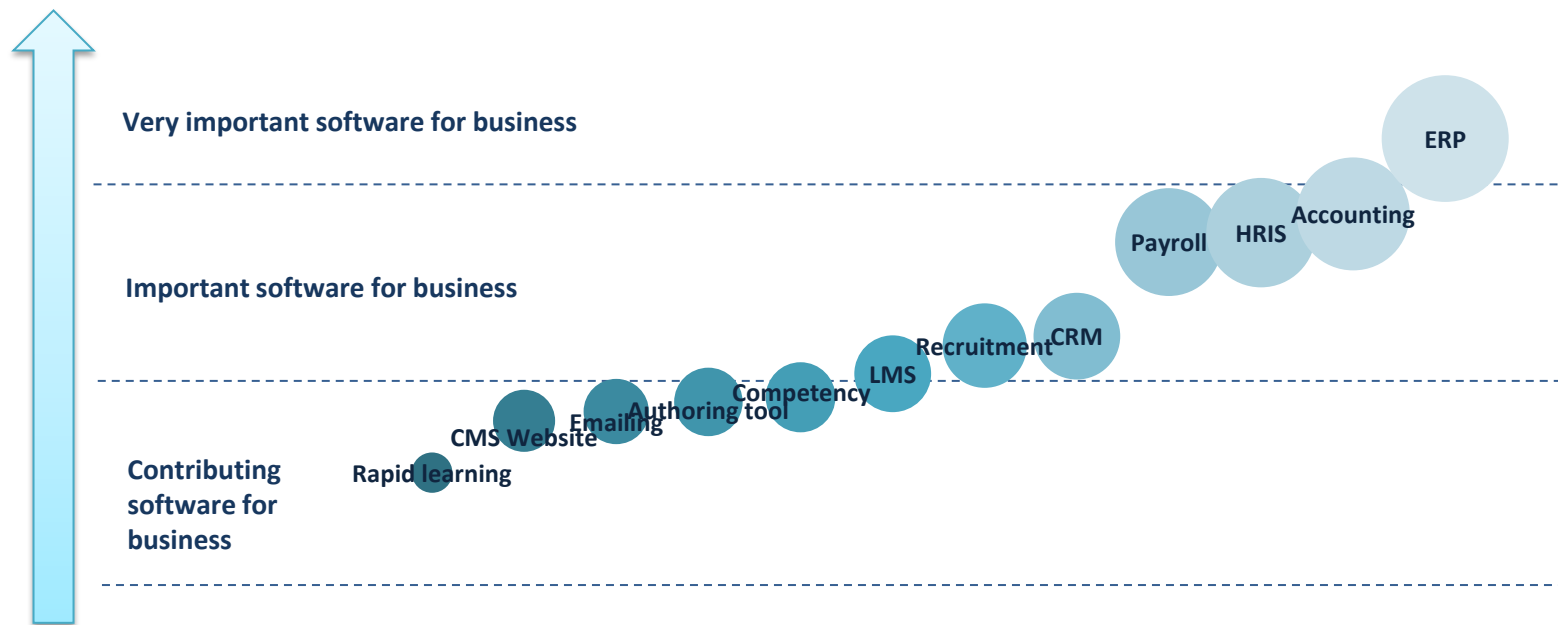 Very important software for business
ERP
Accounting
HRIS
Payroll
Important software for business
CRM
Recruitment
LMS
Competency
Authoring tool
Emailing
CMS Website
Rapid learning
Contributing
software for
business